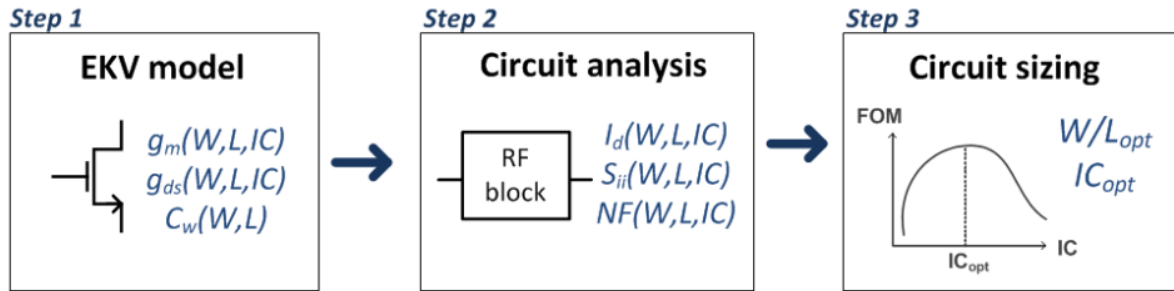 Step 1
EKV model
gm(W,L,IC)
gds(W,L,IC)
Cw(W,L)
Step 2
Circuit analysis
RF
block
Id(W,L,IC)
Sii(W,L,IC)
NF(W,L,IC)
Step 3
Circuit sizing
FOM
W/Lopt
ICopt
IC
ICopt